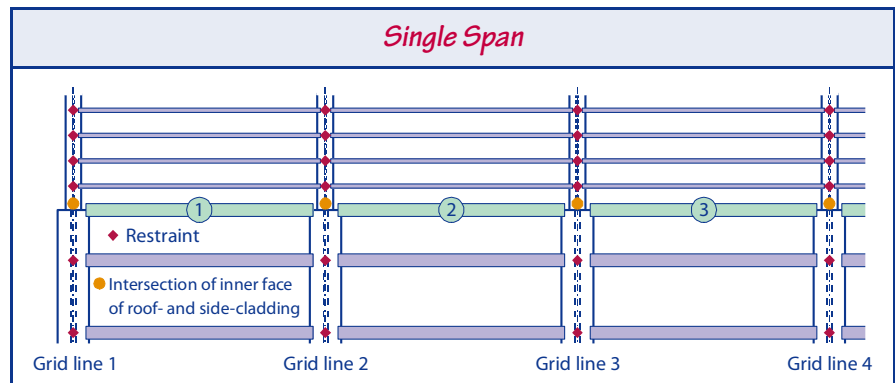 Single Span
1
2
3
Restraint
Intersection of inner face
of roof- and side-cladding
Grid line 1
Grid line 2
Grid line 3
Grid line 4